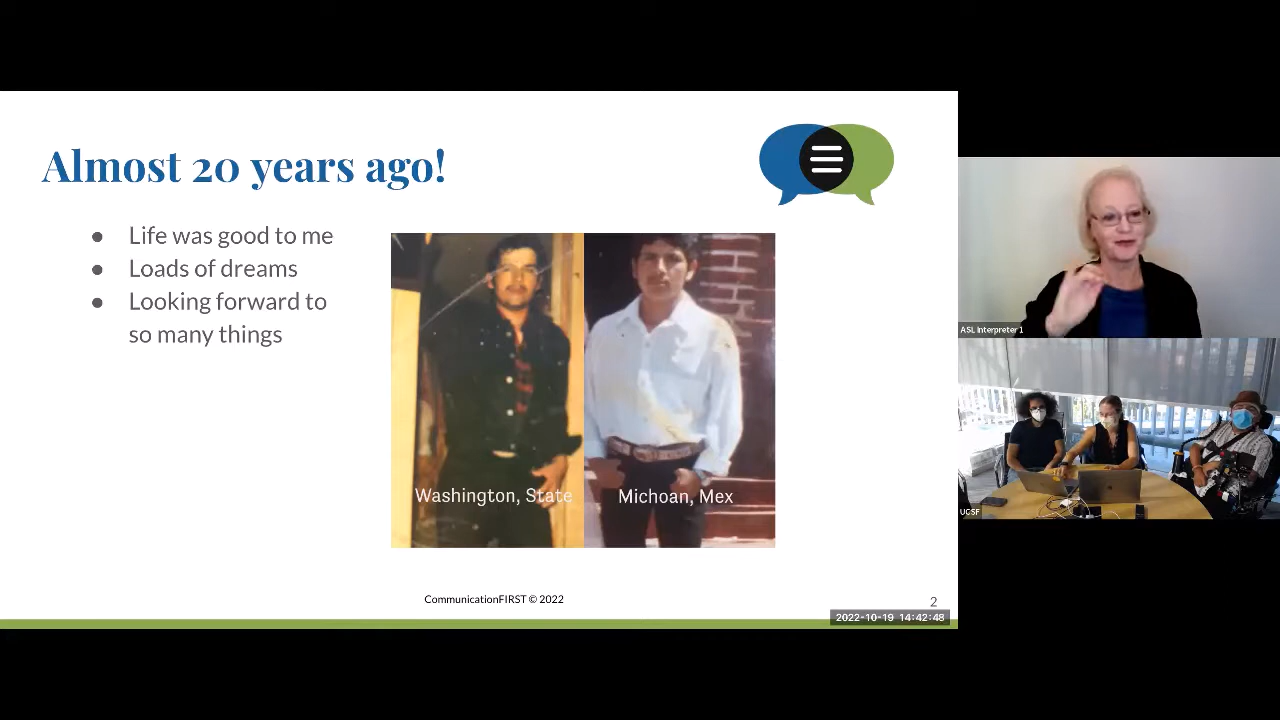 Almost 20 years ago!
● Life was good to me
● Loads of dreams
● Looking forward to
so many things
Washington, State
Michoan, Mex
CommunicationFIRST © 2022
2
2022-10-19 14:42:48
ASL Interpreter 1
UCSF